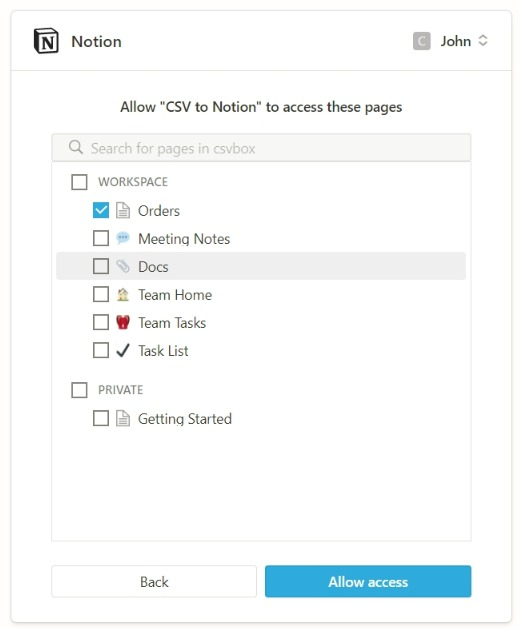 Notion
C John
Allow "CSV to Notion" to access these pages
Search for pages in csvbox
WORKSPACE
Orders
Meeting Notes
Docs
Team Home
Team Tasks
Task List
PRIVATE
Getting Started
Back
Allow access